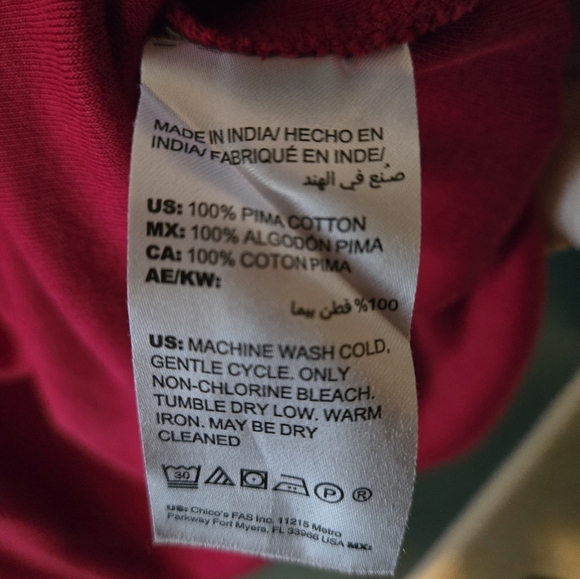 MADE IN INDIA/ HECHO EN
INDIA/ FABRIQUÉ EN INDE/
صنع في الهند
US: 100% PIMA COTTON
MX: 100% ALGODÓN PIMA
CA: 100% COTON PIMA
AE/KW:
100% قطن بيما
US: MACHINE WASH COLD,
GENTLE CYCLE. ONLY
NON-CHLORINE BLEACH.
TUMBLE DRY LOW. WARM
IRON. MAY BE DRY
CLEANED
30 P ®
US: Chico's FAS Inc. 11215 Metro
Parkway Fort Myers, FL 33966 USA MX: